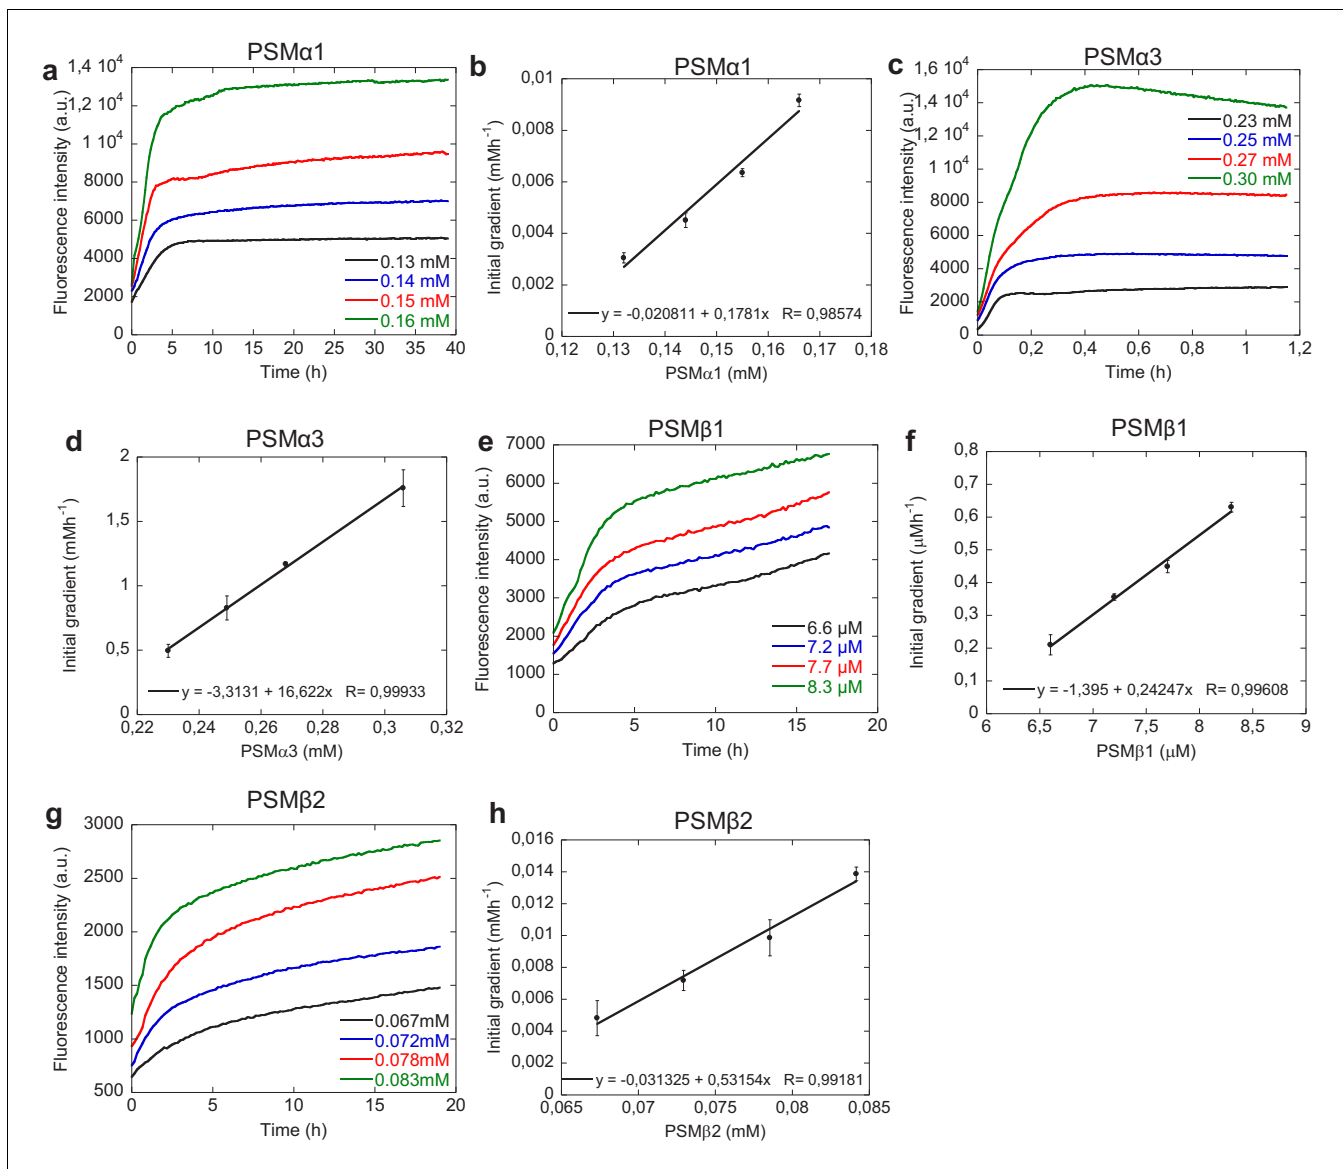 a
PSMα1
1,4 10⁴
1,2 10⁴
1 10⁴
8000
6000
4000
2000
0
Fluorescence intensity (a.u.)
0.13 mM
0.14 mM
0.15 mM
0.16 mM
0 5 10 15 20 25 30 35 40
Time (h)
b
PSMα1
0,01
0,008
0,006
0,004
0,002
0
Initial gradient (mMh⁻¹)
y = -0,020811 + 0,1781x R= 0,98574
0,12 0,13 0,14 0,15 0,16 0,17 0,18
PSMα1 (mM)
c
PSMα3
1,6 10⁴
1,4 10⁴
1,2 10⁴
1 10⁴
8000
6000
4000
2000
0
Fluorescence intensity (a.u.)
0.23 mM
0.25 mM
0.27 mM
0.30 mM
0 0,2 0,4 0,6 0,8 1 1,2
Time (h)
d
PSMα3
2
1,5
1
0,5
0
Initial gradient (mMh⁻¹)
y = -3,3131 + 16,622x R= 0,99933
0,22 0,24 0,26 0,28 0,30 0,32
PSMα3 (mM)
e
PSMβ1
7000
6000
5000
4000
3000
2000
1000
0
Fluorescence intensity (a.u.)
6.6 µM
7.2 µM
7.7 µM
8.3 µM
0 5 10 15 20
Time (h)
f
PSMβ1
0,8
0,7
0,6
0,5
0,4
0,3
0,2
0,1
0
Initial gradient (µMh⁻¹)
y = -1,395 + 0,24247x R= 0,99608
6 6,5 7 7,5 8 8,5 9
PSMβ1 (µM)
g
PSMβ2
3000
2500
2000
1500
1000
500
Fluorescence intensity (a.u.)
0.067mM
0.072mM
0.078mM
0.083mM
0 5 10 15 20
Time (h)
h
PSMβ2
0,016
0,014
0,012
0,01
0,008
0,006
0,004
0,002
0
Initial gradient (mMh⁻¹)
y = -0,031325 + 0,53154x R= 0,99181
0,065 0,07 0,075 0,08 0,085
PSMβ2 (mM)